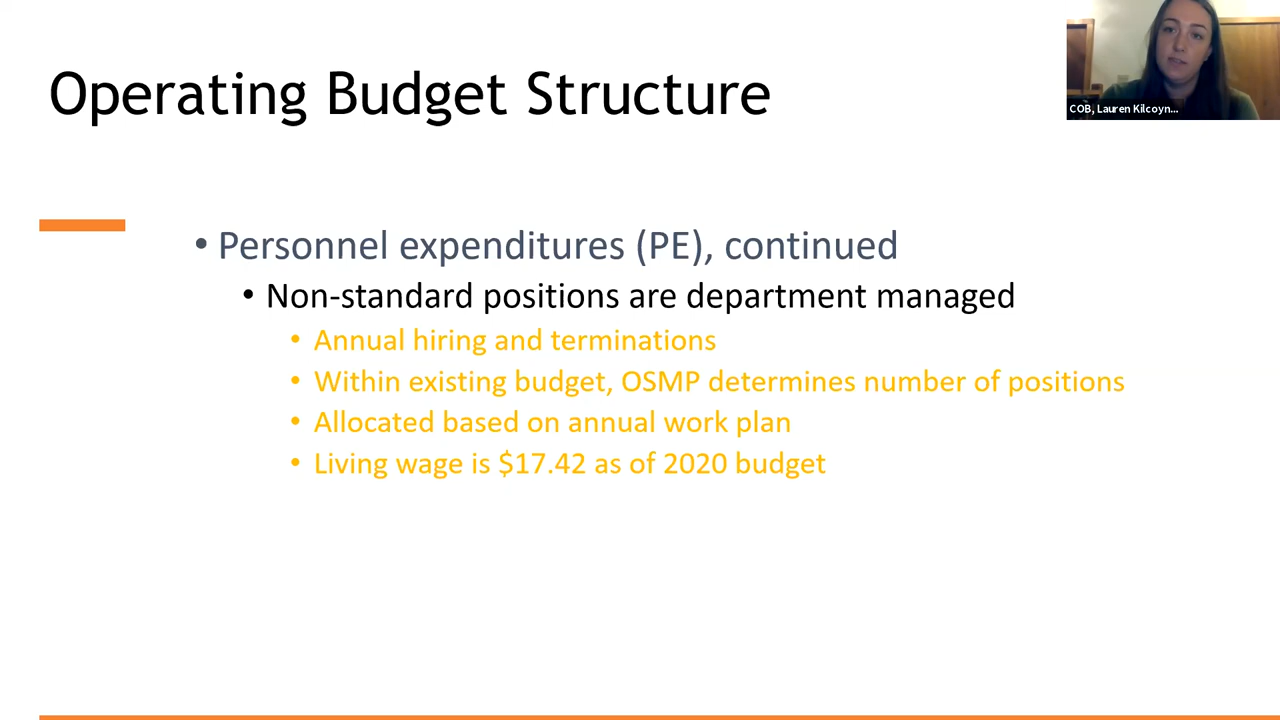 Operating Budget Structure
COB, Lauren Kilcoyn...
• Personnel expenditures (PE), continued
• Non-standard positions are department managed
• Annual hiring and terminations
• Within existing budget, OSMP determines number of positions
• Allocated based on annual work plan
• Living wage is $17.42 as of 2020 budget